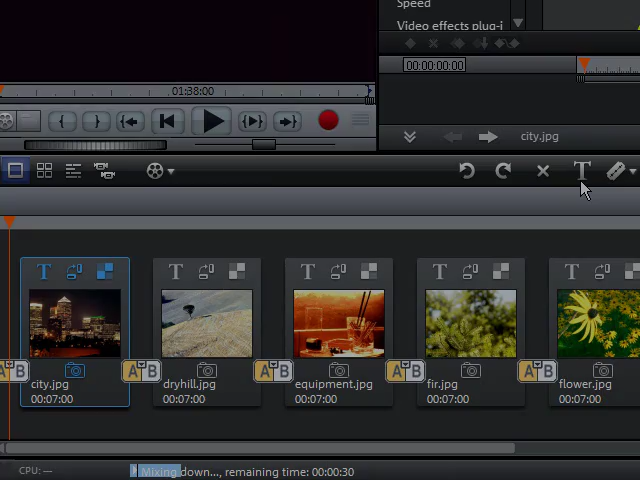 Speed
Video effects plug-i
01:38:00
00:00:00:00
city.jpg
T
T T T T T
A B A B A B A B A B
city.jpg dryhill.jpg equipment.jpg fir.jpg flower.jpg
00:07:00 00:07:00 00:07:00 00:07:00 00:07:00
CPU: —
Mixing down..., remaining time: 00:00:30